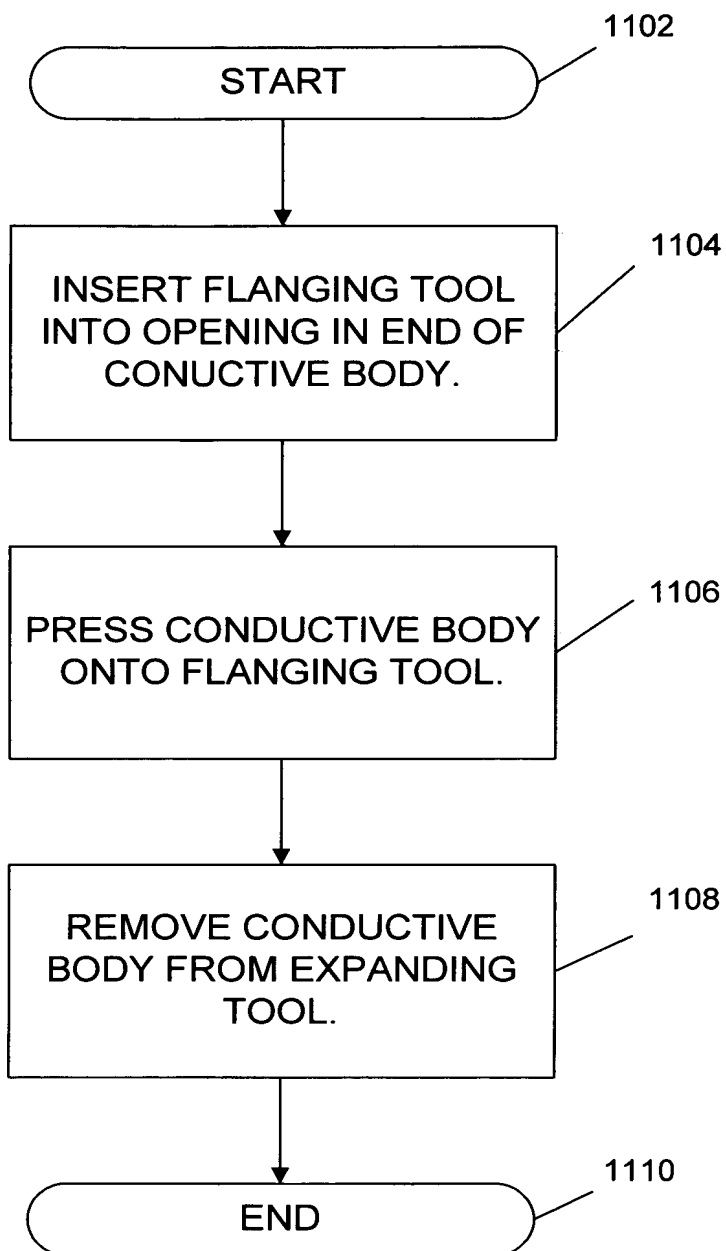 1102
START
1104
INSERT FLANGING TOOL
INTO OPENING IN END OF
CONUCTIVE BODY.
1106
PRESS CONDUCTIVE BODY
ONTO FLANGING TOOL.
1108
REMOVE CONDUCTIVE
BODY FROM EXPANDING
TOOL.
1110
END